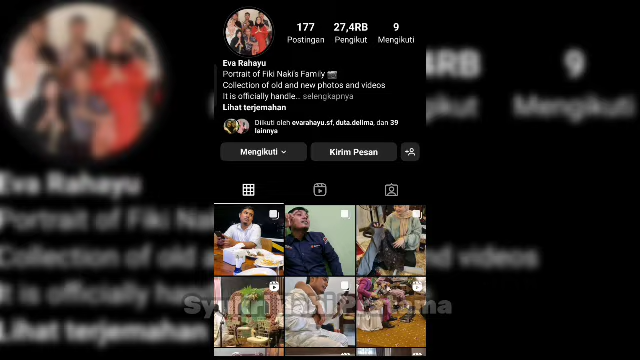 177 27,4RB 9
Postingan Pengikut Mengikuti
Eva Rahayu
Portrait of Fiki Naki's Family
Collection of old and new photos and videos
It is officially handle... selengkapnya
Lihat terjemahan
Diikuti oleh evarahayu.sf, duta.delima, dan 39
lainnya
Mengikuti Kirim Pesan